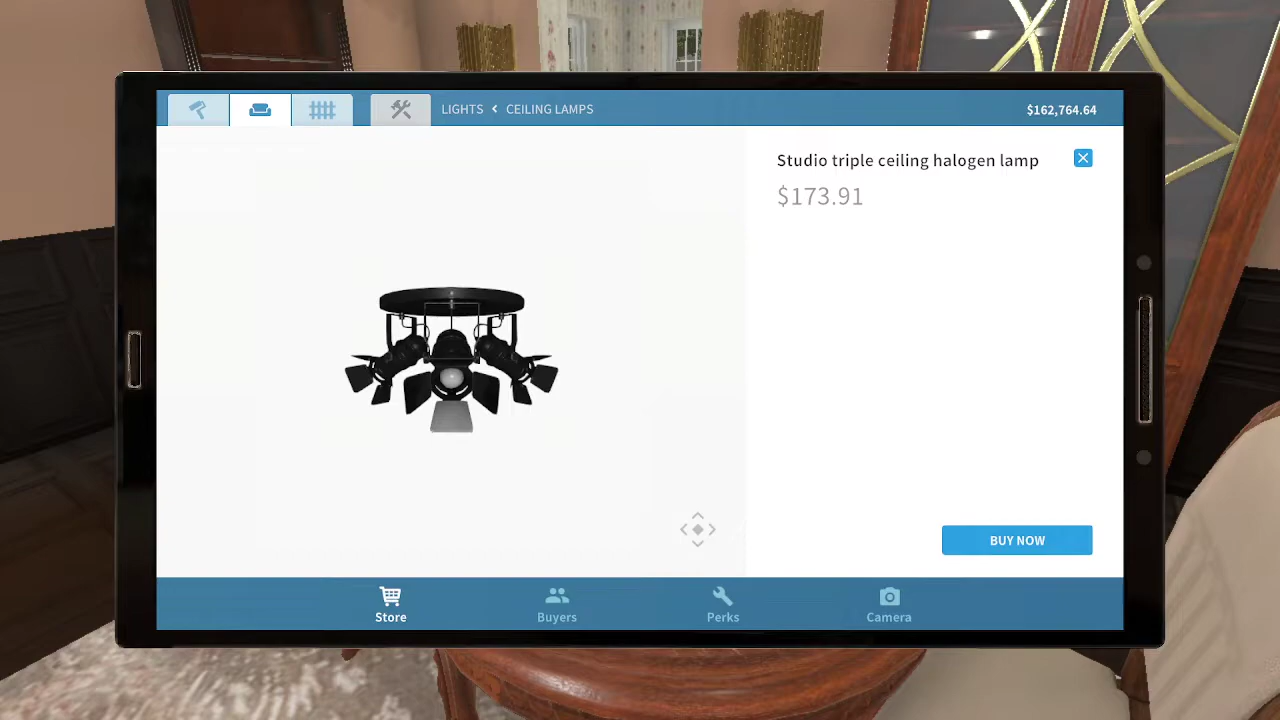 LIGHTS < CEILING LAMPS
$162,764.64
Studio triple ceiling halogen lamp
$173.91
BUY NOW
Store
Buyers
Perks
Camera